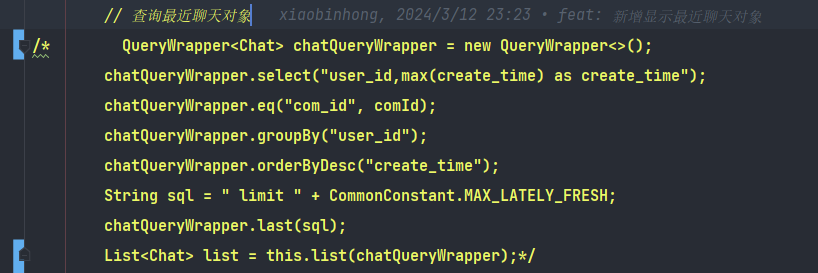 // 查询最近聊天对象 xiaobinhong, 2024/3/12 23:23 • feat: 新增显示最近聊天对象
/* QueryWrapper<Chat> chatQueryWrapper = new QueryWrapper<>();
chatQueryWrapper.select("user_id,max(create_time) as create_time");
chatQueryWrapper.eq("com_id", comId);
chatQueryWrapper.groupBy("user_id");
chatQueryWrapper.orderByDesc("create_time");
String sql = " limit " + CommonConstant.MAX_LATELY_FRESH;
chatQueryWrapper.last(sql);
List<Chat> list = this.list(chatQueryWrapper);*/